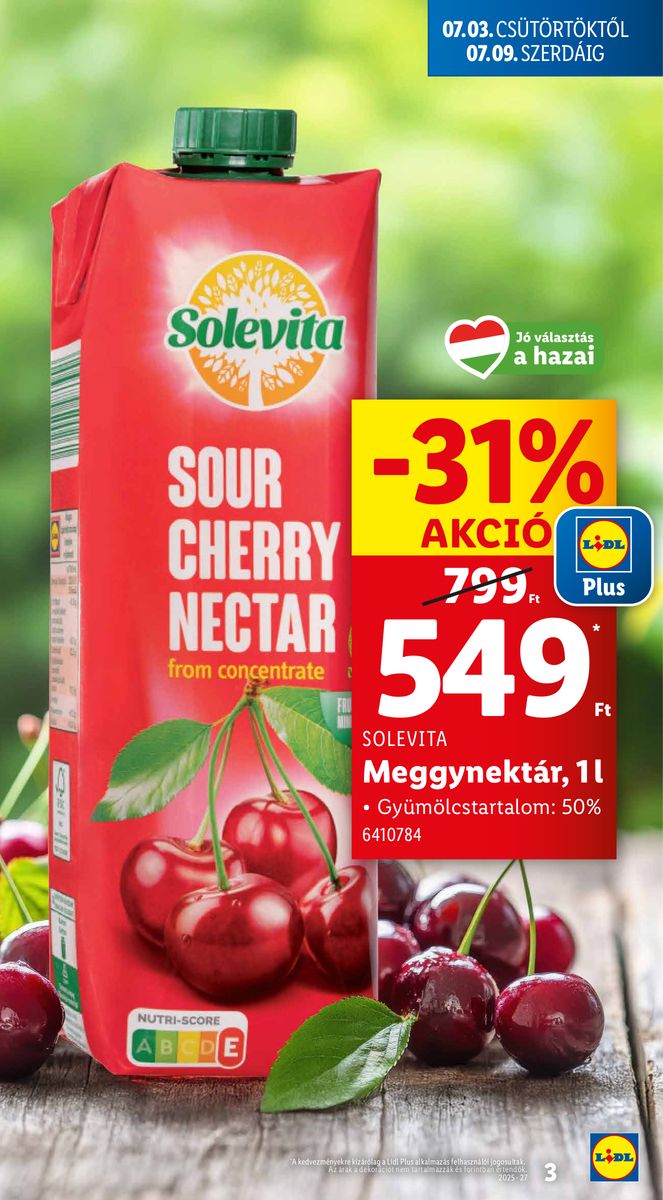 07.03. CSÜTÖRTÖKTŐL
07.09. SZERDÁIG
Solevita
Jó választás
a hazai
SOUR
CHERRY
NECTAR
from concentrate
-31%
AKCIÓ
LIDL
Plus
799 Ft
549* Ft
SOLEVITA
Meggynektár, 1 l
• Gyümölcstartalom: 50%
6410784
FSC
NUTRI-SCORE
A B C D E
*A kedvezményekre kizárólag a Lidl Plus alkalmazás felhasználói jogosultak.
Az árak a dekorációt nem tartalmazzák és forintban értendők.
2025 - 27
3
LIDL